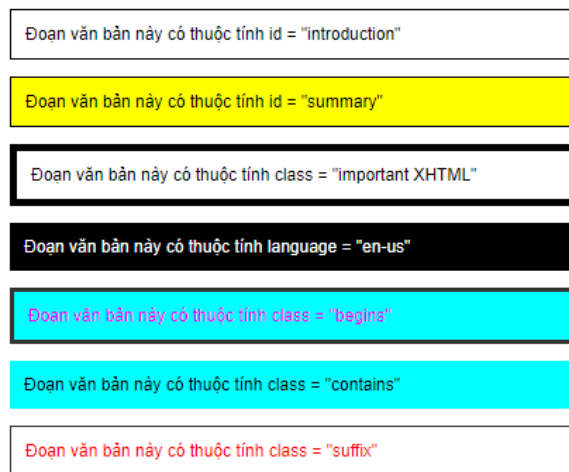 Đoạn văn bản này có thuộc tính id = "introduction"
Đoạn văn bản này có thuộc tính id = "summary"
Đoạn văn bản này có thuộc tính class = "important XHTML"
Đoạn văn bản này có thuộc tính language = "en-us"
Đoạn văn bản này có thuộc tính class = "begins"
Đoạn văn bản này có thuộc tính class = "contains"
Đoạn văn bản này có thuộc tính class = "suffix"